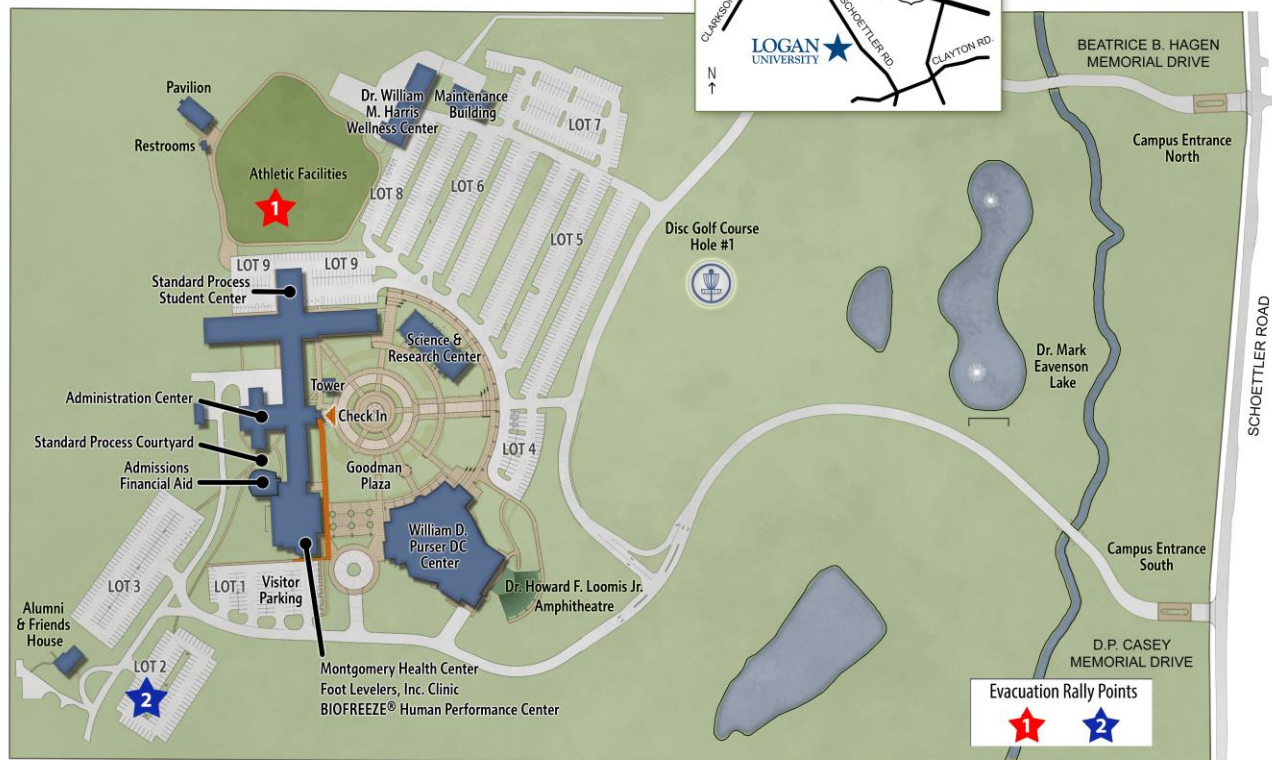 CLARKSON
SCHOETTLER RD.
CLAYTON RD.
LOGAN
UNIVERSITY
N
BEATRICE B. HAGEN
MEMORIAL DRIVE
Campus Entrance
North
SCHOETTLER ROAD
Pavilion
Restrooms
Dr. William
M. Harris
Wellness Center
Maintenance
Building
LOT 7
Athletic Facilities
1
LOT 8
LOT 6
LOT 5
Disc Golf Course
Hole #1
LOT 9
LOT 9
Standard Process
Student Center
Science &
Research Center
Dr. Mark
Eavenson
Lake
Tower
Administration Center
Check In
Standard Process Courtyard
LOT 4
Admissions
Financial Aid
Goodman
Plaza
William D.
Purser DC
Center
Campus Entrance
South
LOT 3
LOT 1
Visitor
Parking
Dr. Howard F. Loomis Jr.
Amphitheatre
Alumni
& Friends
House
LOT 2
2
Montgomery Health Center
Foot Levelers, Inc. Clinic
BIOFREEZE® Human Performance Center
D.P. CASEY
MEMORIAL DRIVE
Evacuation Rally Points
1 2